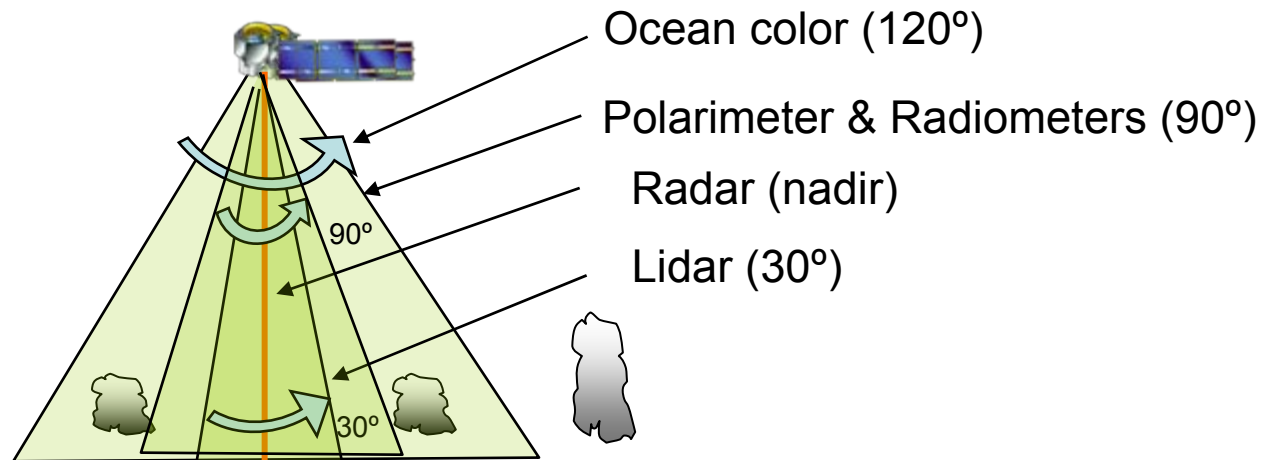 Ocean color (120º)
Polarimeter & Radiometers (90º)
Radar (nadir)
90º
Lidar (30º)
30º